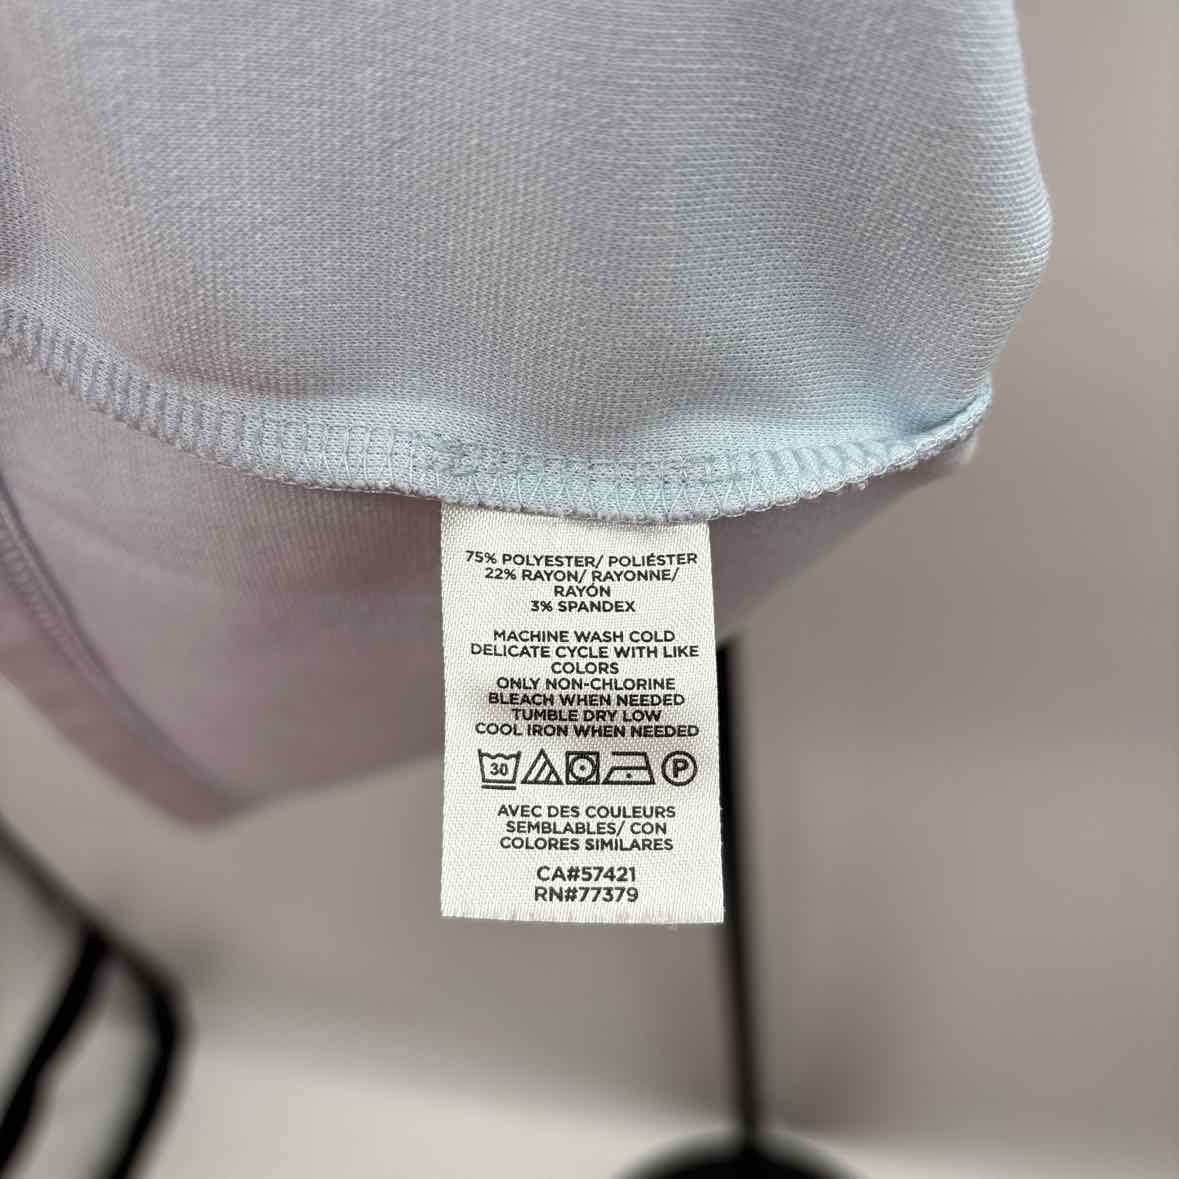 75% POLYESTER/ POLIÉSTER
22% RAYON/ RAYONNE/
RAYÓN
3% SPANDEX
MACHINE WASH COLD
DELICATE CYCLE WITH LIKE
COLORS
ONLY NON-CHLORINE
BLEACH WHEN NEEDED
TUMBLE DRY LOW
COOL IRON WHEN NEEDED
30 P
AVEC DES COULEURS
SEMBLABLES/ CON
COLORES SIMILARES
CA#57421
RN#77379